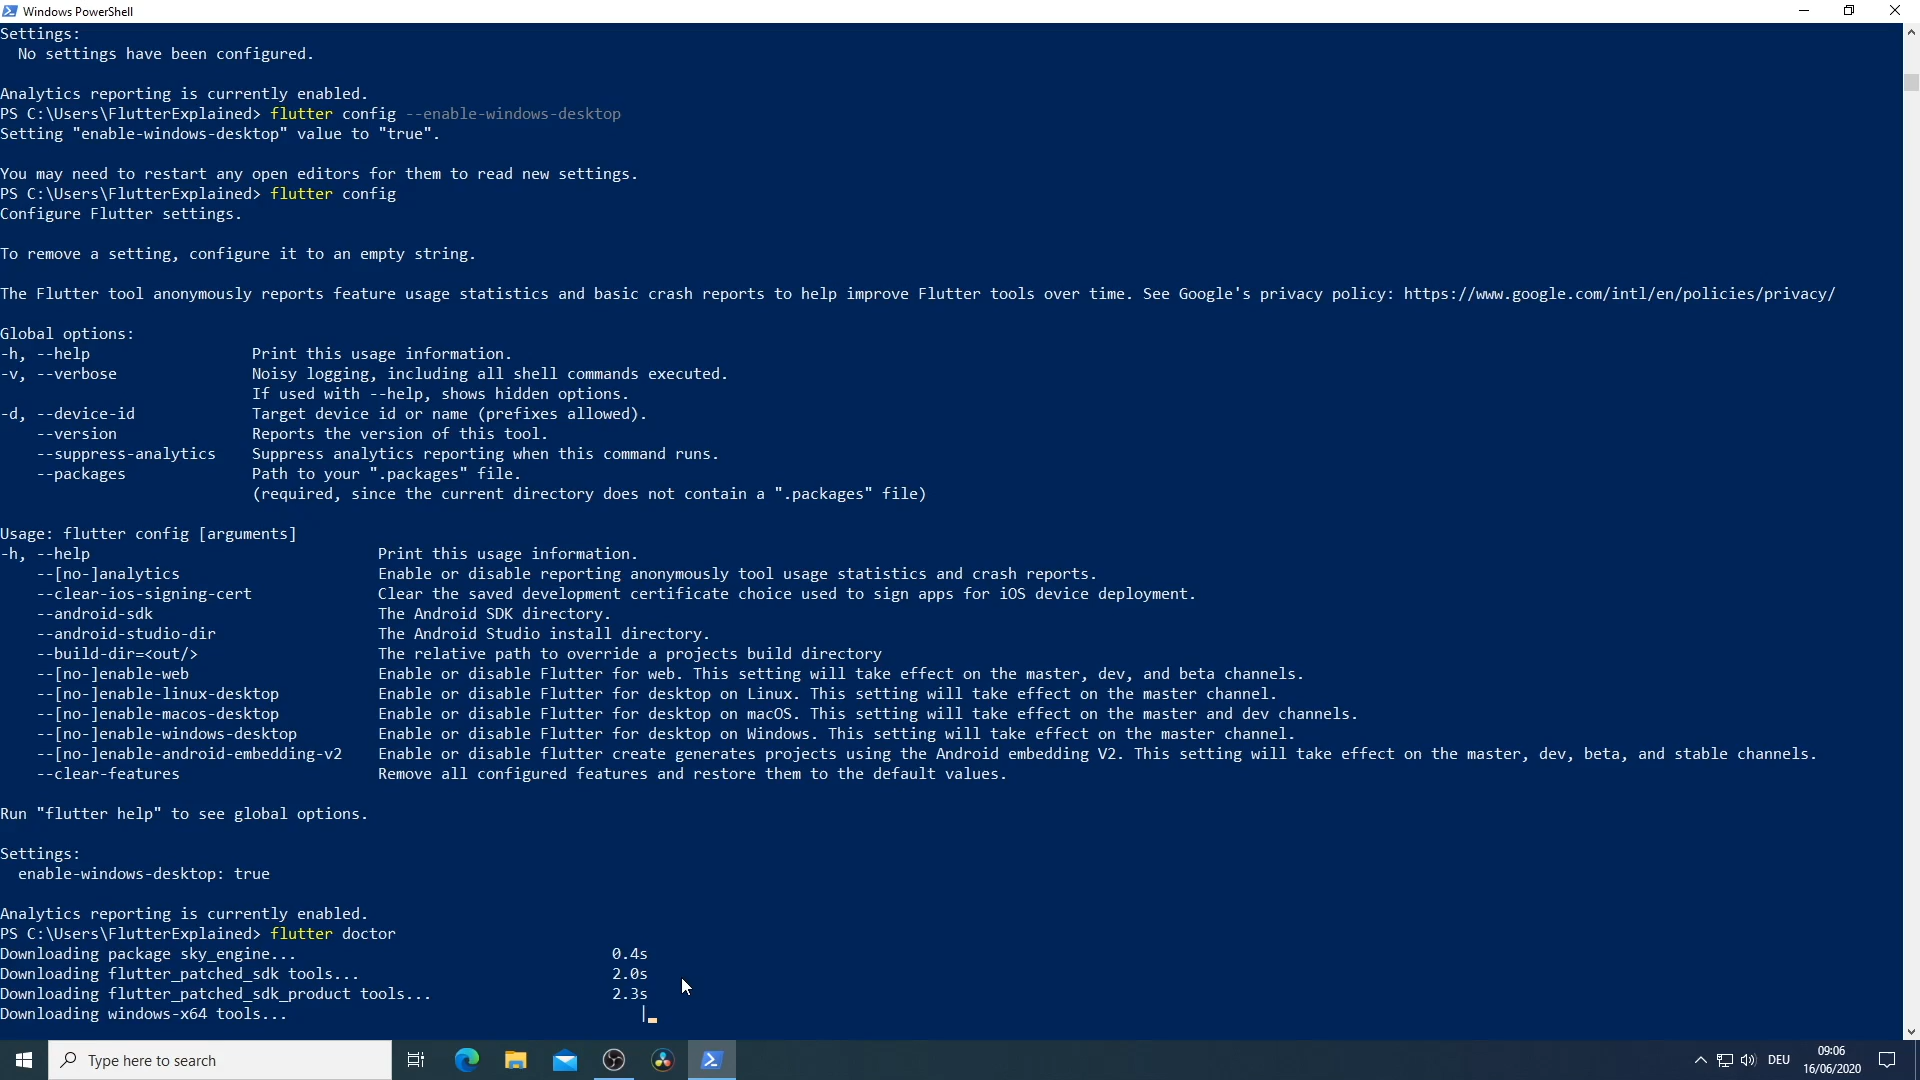 Windows PowerShell
Settings:
  No settings have been configured.
Analytics reporting is currently enabled.
PS C:\Users\FlutterExplained> flutter config --enable-windows-desktop
Setting "enable-windows-desktop" value to "true".
You may need to restart any open editors for them to read new settings.
PS C:\Users\FlutterExplained> flutter config
Configure Flutter settings.
To remove a setting, configure it to an empty string.
The Flutter tool anonymously reports feature usage statistics and basic crash reports to help improve Flutter tools over time. See Google's privacy policy: https://www.google.com/intl/en/policies/privacy/
Global options:
-h, --help                  Print this usage information.
-v, --verbose               Noisy logging, including all shell commands executed.
                            If used with --help, shows hidden options.
-d, --device-id             Target device id or name (prefixes allowed).
    --version               Reports the version of this tool.
    --suppress-analytics    Suppress analytics reporting when this command runs.
    --packages              Path to your ".packages" file.
                            (required, since the current directory does not contain a ".packages" file)
Usage: flutter config [arguments]
-h, --help                                Print this usage information.
    --[no-]analytics                      Enable or disable reporting anonymously tool usage statistics and crash reports.
    --clear-ios-signing-cert              Clear the saved development certificate choice used to sign apps for iOS device deployment.
    --android-sdk                         The Android SDK directory.
    --android-studio-dir                  The Android Studio install directory.
    --build-dir=<out/>                    The relative path to override a projects build directory
    --[no-]enable-web                     Enable or disable Flutter for web. This setting will take effect on the master, dev, and beta channels.
    --[no-]enable-linux-desktop           Enable or disable Flutter for desktop on Linux. This setting will take effect on the master channel.
    --[no-]enable-macos-desktop           Enable or disable Flutter for desktop on macOS. This setting will take effect on the master and dev channels.
    --[no-]enable-windows-desktop         Enable or disable Flutter for desktop on Windows. This setting will take effect on the master channel.
    --[no-]enable-android-embedding-v2    Enable or disable flutter create generates projects using the Android embedding V2. This setting will take effect on the master, dev, beta, and stable channels.
    --clear-features                      Remove all configured features and restore them to the default values.
Run "flutter help" to see global options.
Settings:
  enable-windows-desktop: true
Analytics reporting is currently enabled.
PS C:\Users\FlutterExplained> flutter doctor
Downloading package sky_engine...                                   0.4s
Downloading flutter_patched_sdk tools...                            2.0s
Downloading flutter_patched_sdk_product tools...                    2.3s
Downloading windows-x64 tools...                                       |
Type here to search
DEU
09:06
16/06/2020